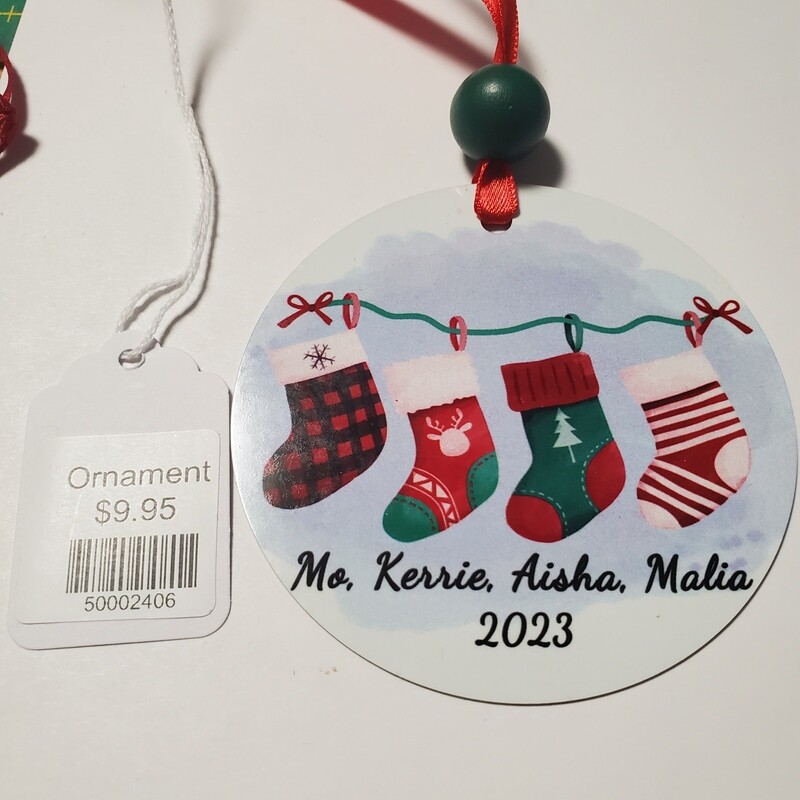 Ornament
$9.95
50002406
Mo, Kerrie, Aisha, Malia
2023